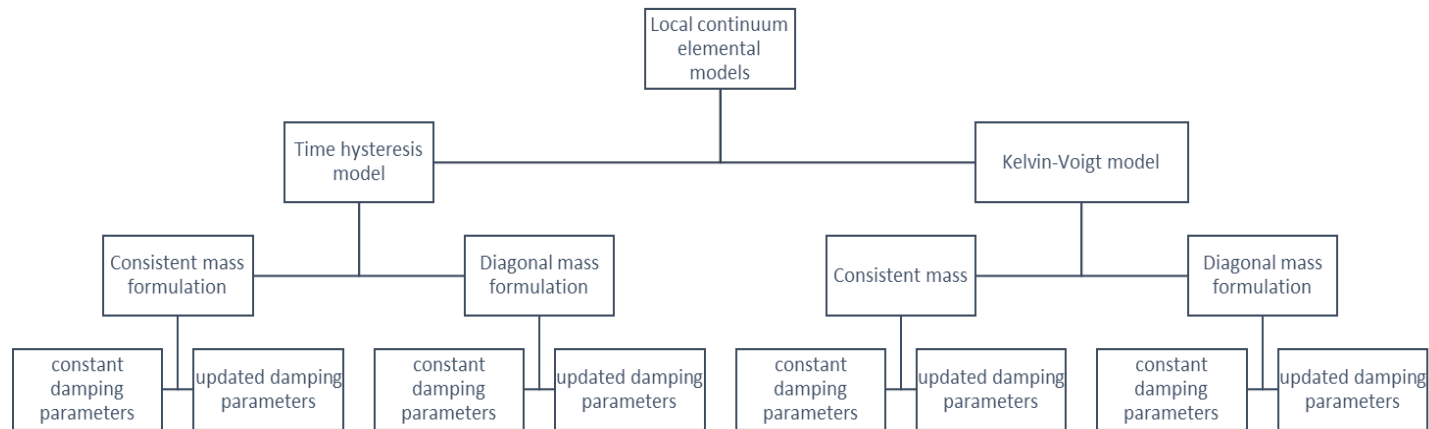 Local continuum
elemental
models
Time hysteresis
model
Kelvin-Voigt model
Consistent mass
formulation
Diagonal mass
formulation
Consistent mass
Diagonal mass
formulation
constant
damping
parameters
updated damping
parameters
constant
damping
parameters
updated damping
parameters
constant
damping
parameters
updated damping
parameters
constant
damping
parameters
updated damping
parameters